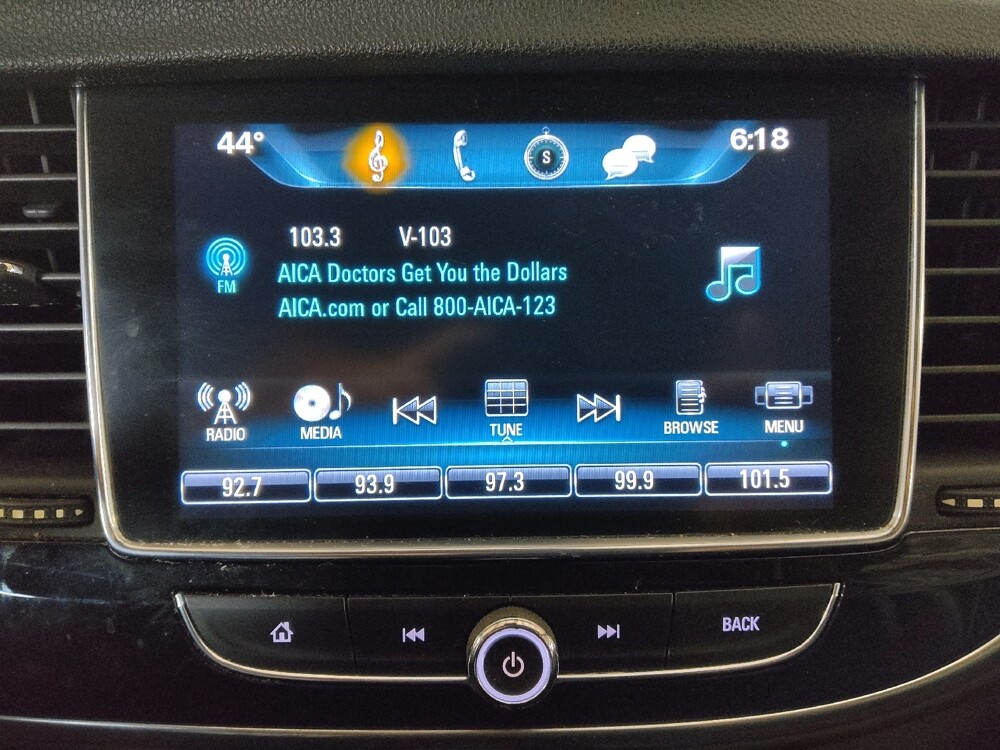 44° S 6:18
103.3 V-103
FM
AICA Doctors Get You the Dollars
AICA.com or Call 800-AICA-123
RADIO MEDIA TUNE BROWSE MENU
92.7 93.9 97.3 99.9 101.5
BACK